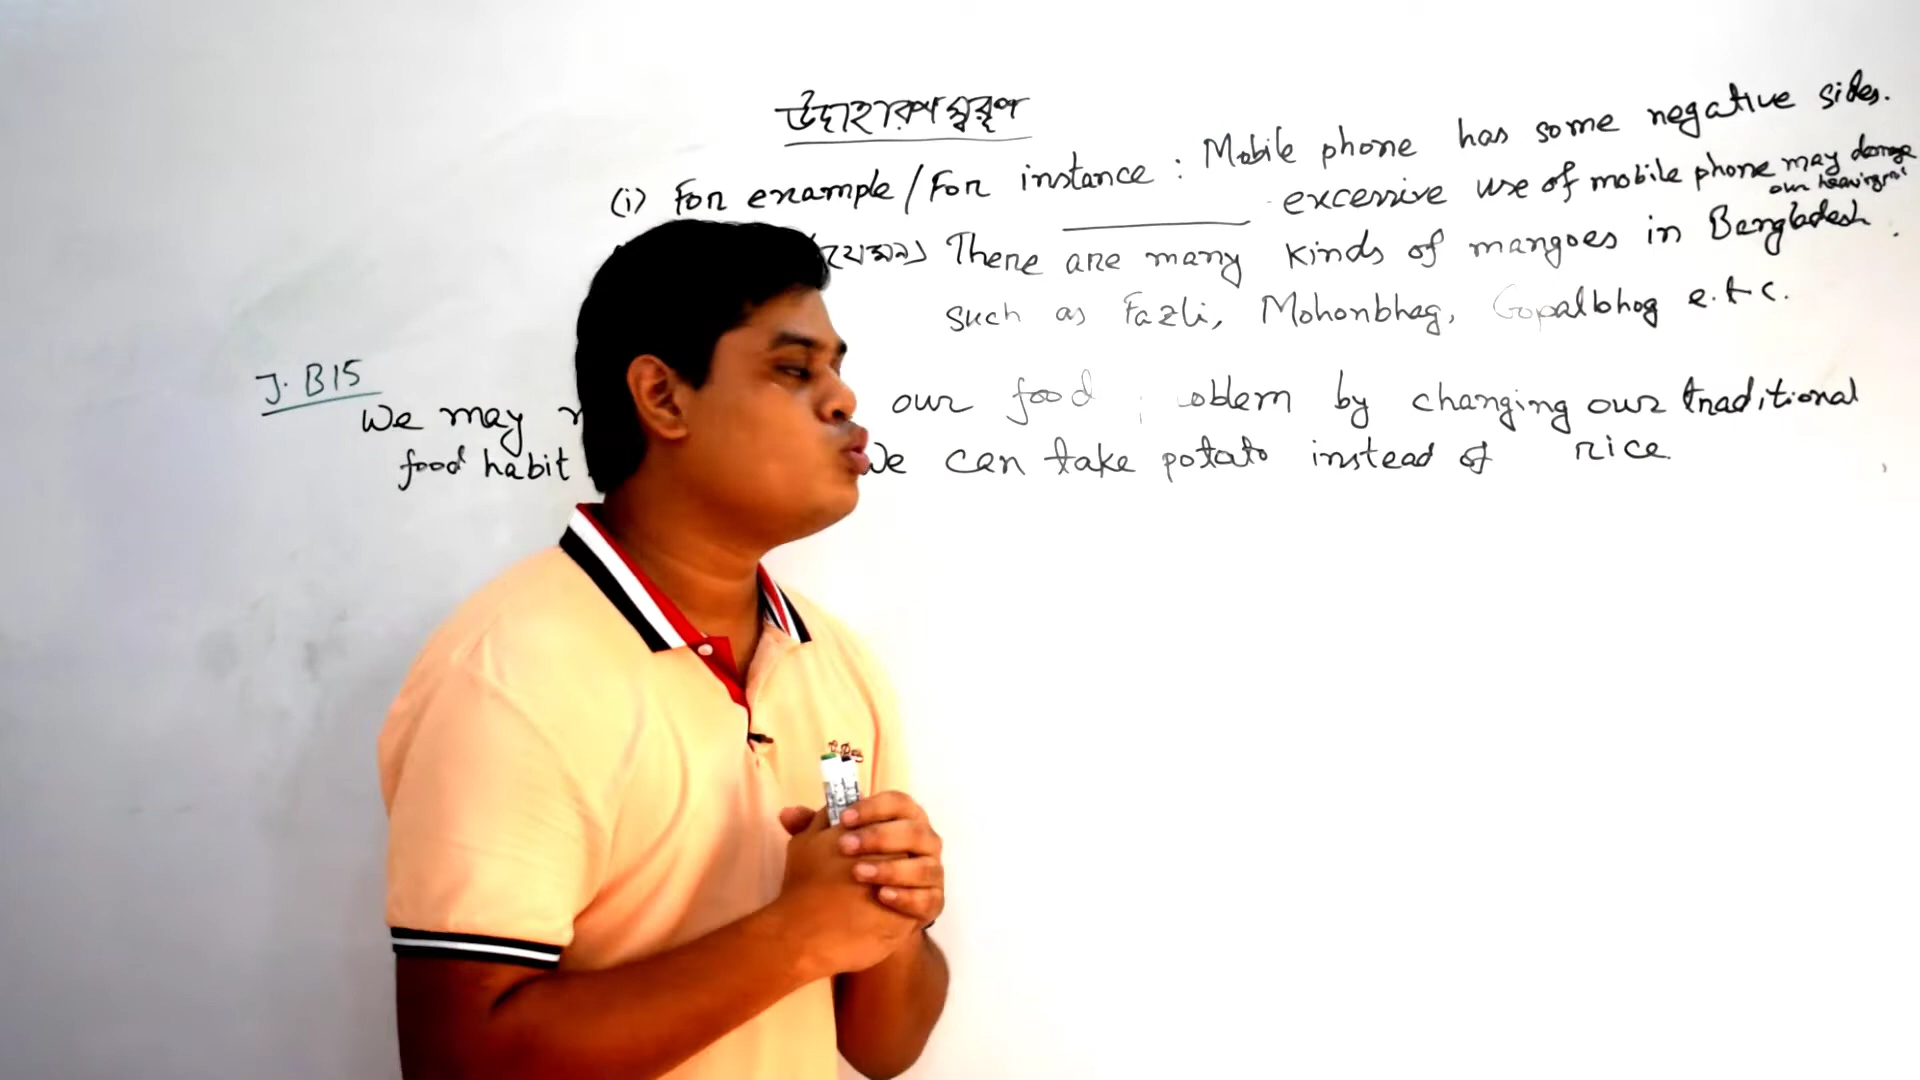 উদাহরণস্বরূপ
(i) For example / For instance : Mobile phone has some negative sides.
excessive use of mobile phone may damage
our
(যেমন) There are many kinds of mangoes in Bangladesh.
such as Fazli, Mohonbhag, Gopalbhog e.t.c.
J.B15
We may our food by changing our traditional
food habit We can take potato instead of rice.